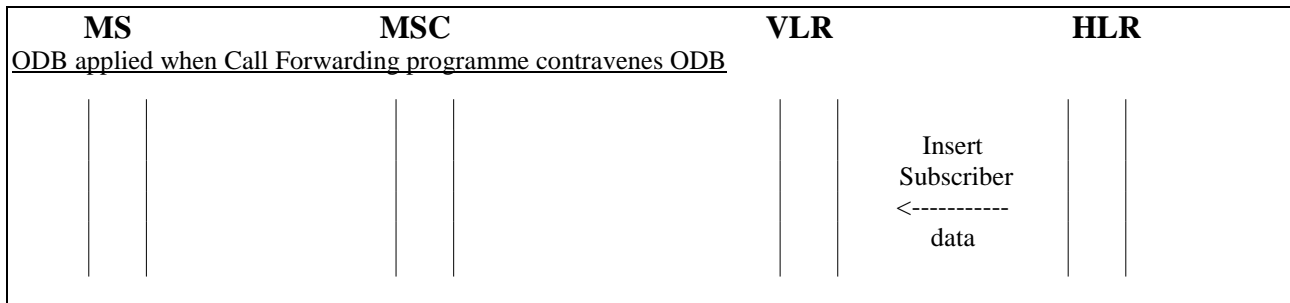 MS MSC VLR HLR
ODB applied when Call Forwarding programme contravenes ODB
Insert
Subscriber
<-----------
data